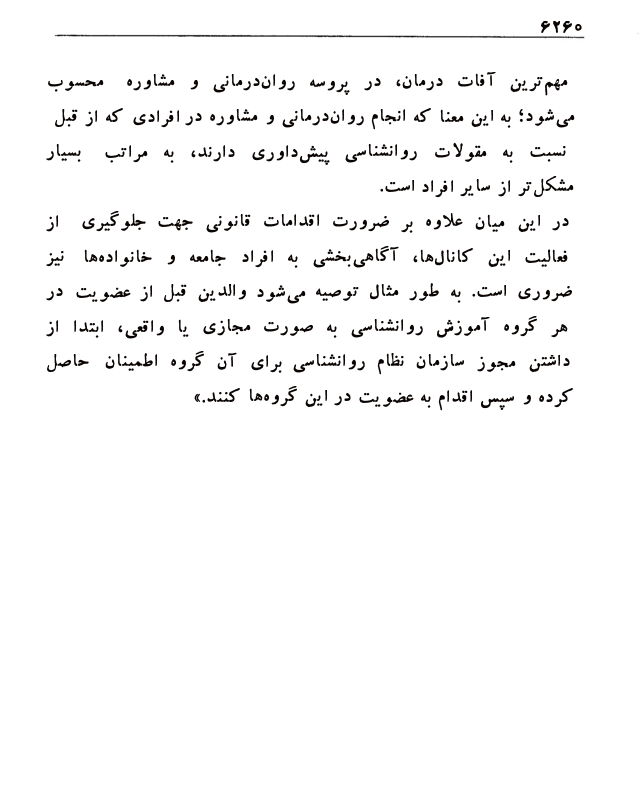 ۶۲۶۰
مهم‌ترین آفات درمان، در پروسه روان‌درمانی و مشاوره محسوب
می‌شود؛ به این معنا که انجام روان‌درمانی و مشاوره در افرادی که از قبل
نسبت به مقولات روانشناسی پیش‌داوری دارند، به مراتب بسیار
مشکل‌تر از سایر افراد است.
در این میان علاوه بر ضرورت اقدامات قانونی جهت جلوگیری از
فعالیت این کانال‌ها، آگاهی‌بخشی به افراد جامعه و خانواده‌ها نیز
ضروری است. به طور مثال توصیه می‌شود والدین قبل از عضویت در
هر گروه آموزش روانشناسی به صورت مجازی یا واقعی، ابتدا از
داشتن مجوز سازمان نظام روانشناسی برای آن گروه اطمینان حاصل
کرده و سپس اقدام به عضویت در این گروه‌ها کنند.»